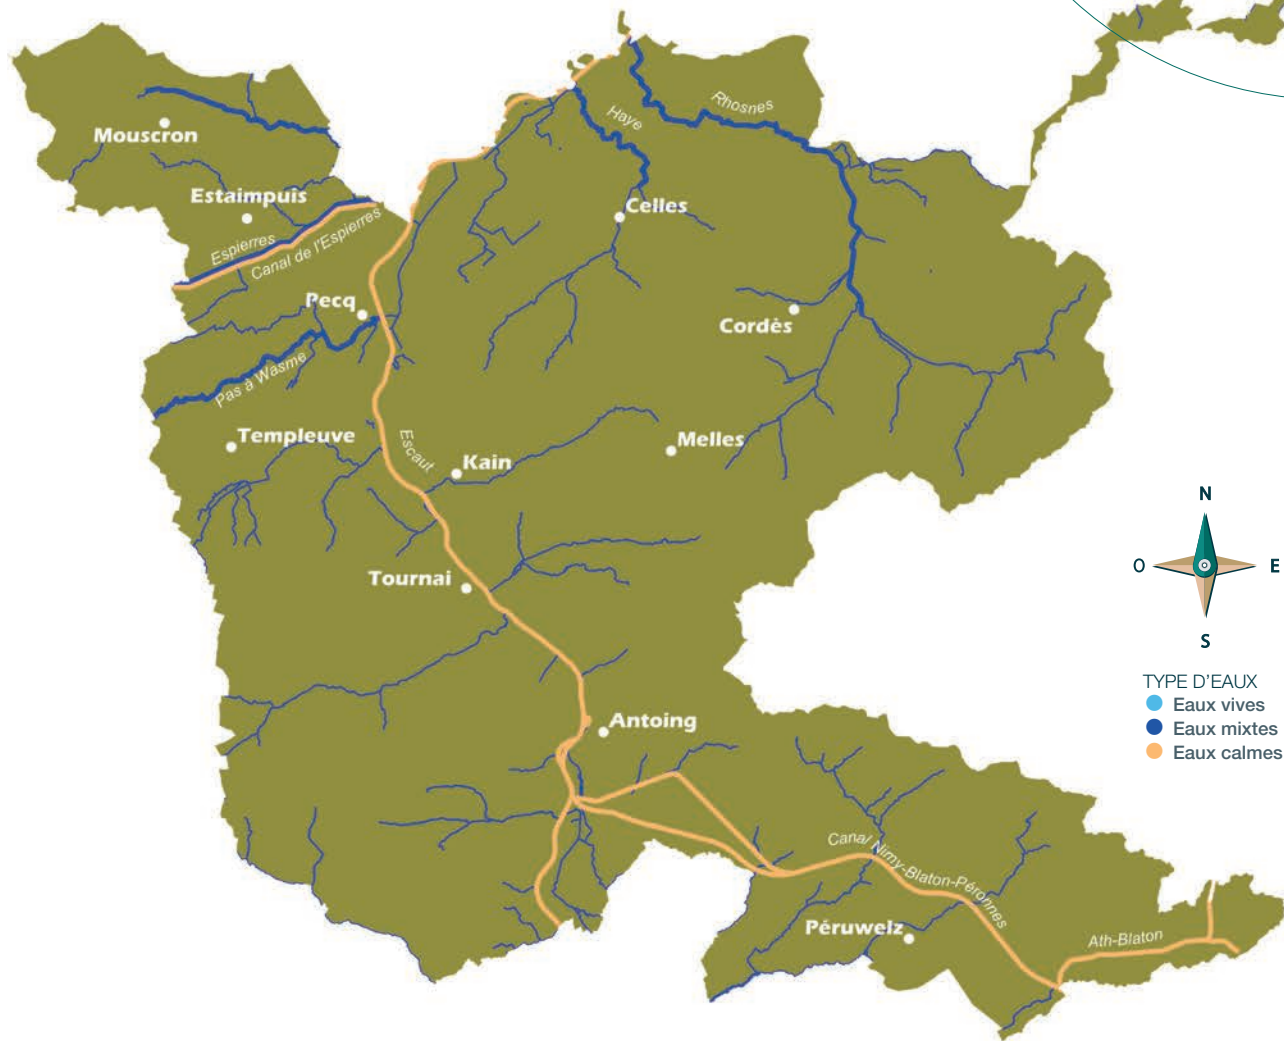 Rhosnes
Haye
Mouscron
Estaimpuis
Celles
Espierres
Canal de l'Espierres
Pecq
Cordès
Pas à Wasme
Templeuve
Escaut
Kain
Melles
N
O
E
S
Tournai
TYPE D'EAUX
Eaux vives
Eaux mixtes
Eaux calmes
Antoing
Canal Nimy-Blaton-Péronnes
Péruwelz
Ath-Blaton